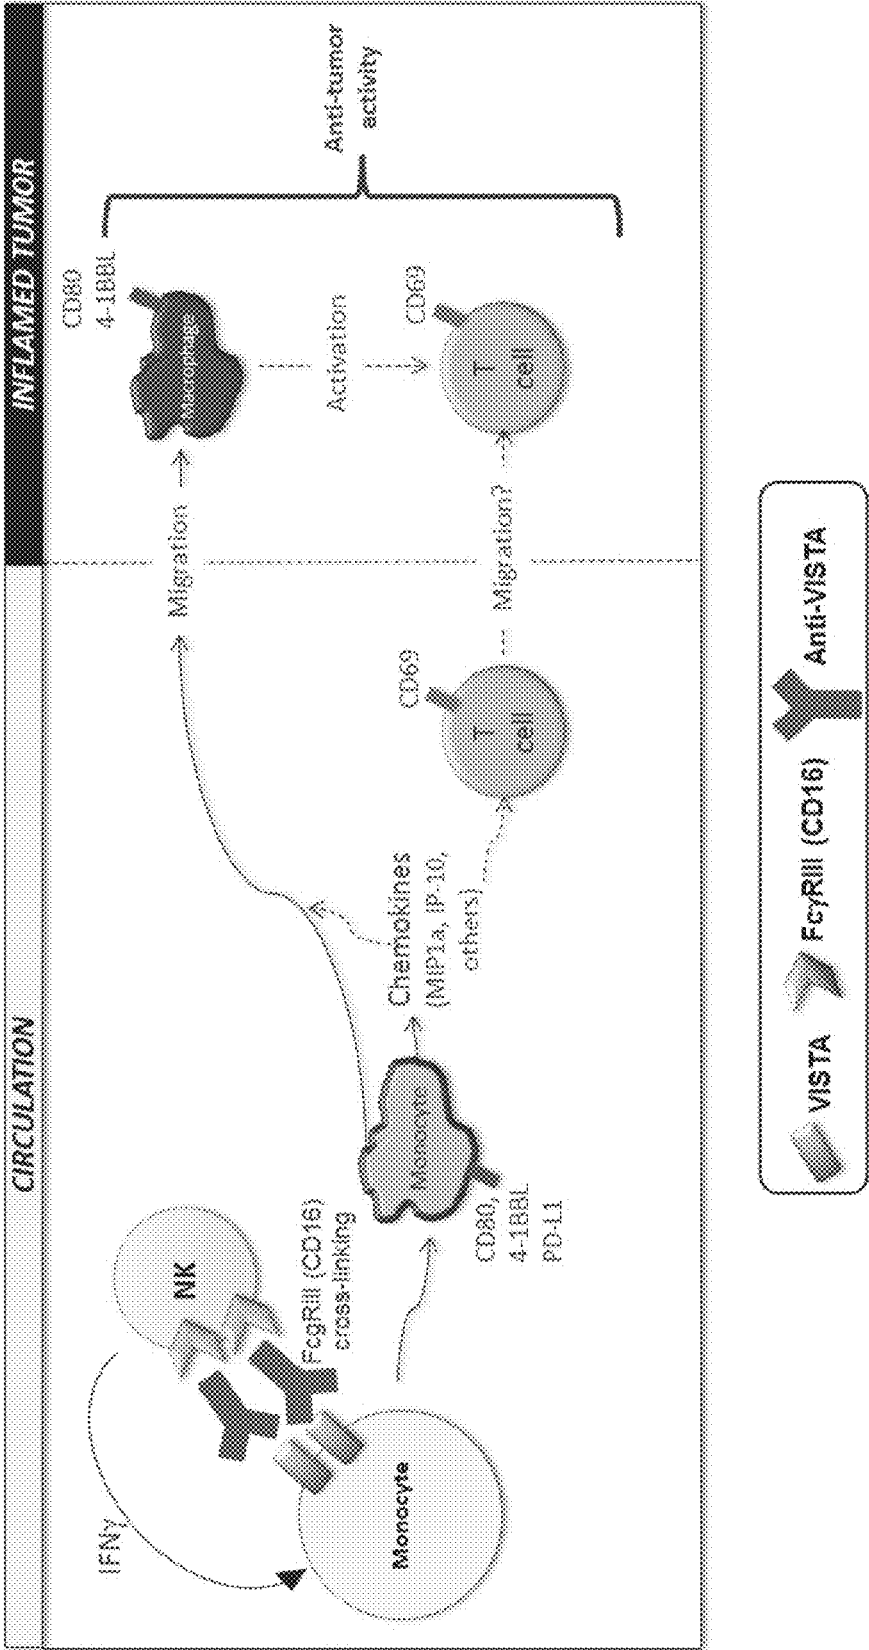 CIRCULATION
INFLAMED TUMOR
IFNγ
NK
FcgRIII (CD16)
cross-linking
Monocyte
Monocyte
CD80,
4-1BBL
PD-L1
Chemokines
(MIP1a, IP-10,
others)
CD69
T
cell
Migration
Migration?
CD80
4-1BBL
Macrophage
Activation
CD69
T
cell
Anti-tumor
activity
VISTA
FcγRIII (CD16)
Anti-VISTA